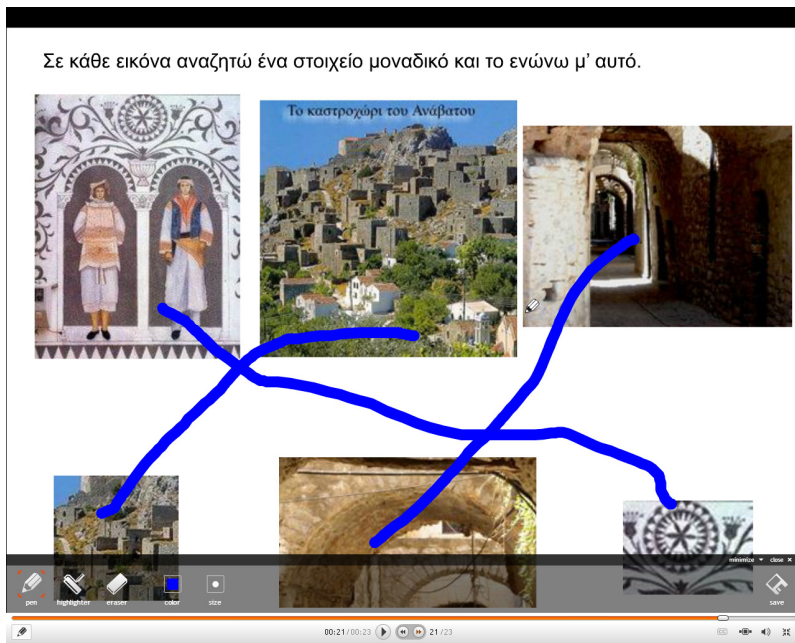 Σε κάθε εικόνα αναζητώ ένα στοιχείο μοναδικό και το ενώνω μ' αυτό.
Το καστροχώρι του Ανάβατου
minimize close
pen highlighter eraser color size save
00:21/00:23 21/23